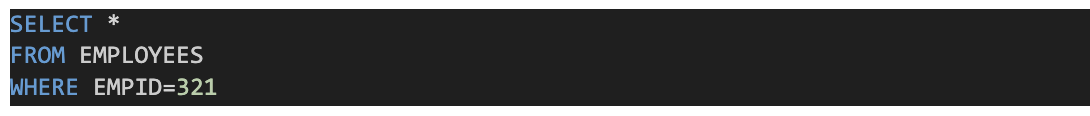 SELECT *
FROM EMPLOYEES
WHERE EMPID=321